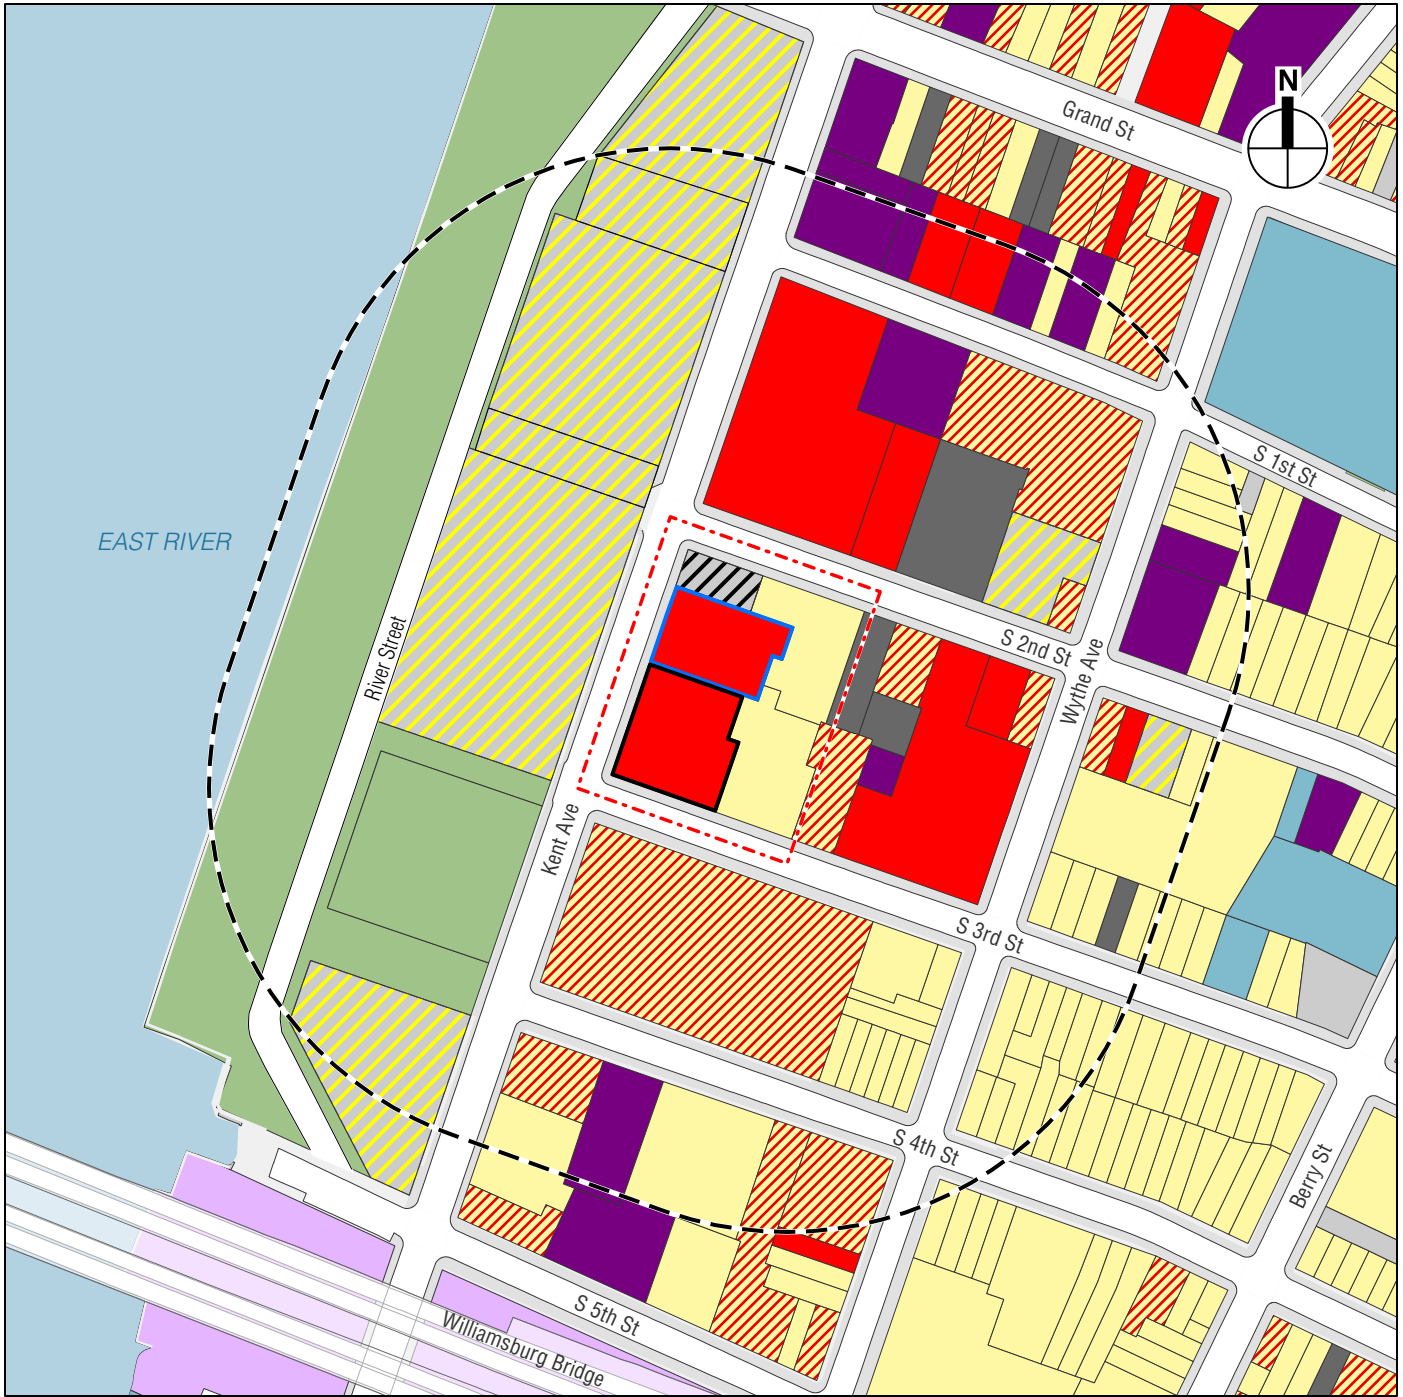 N
Grand St
S 1st St
EAST RIVER
River Street
S 2nd St
Wythe Ave
Kent Ave
S 3rd St
S 4th St
Berry St
S 5th St
Williamsburg Bridge